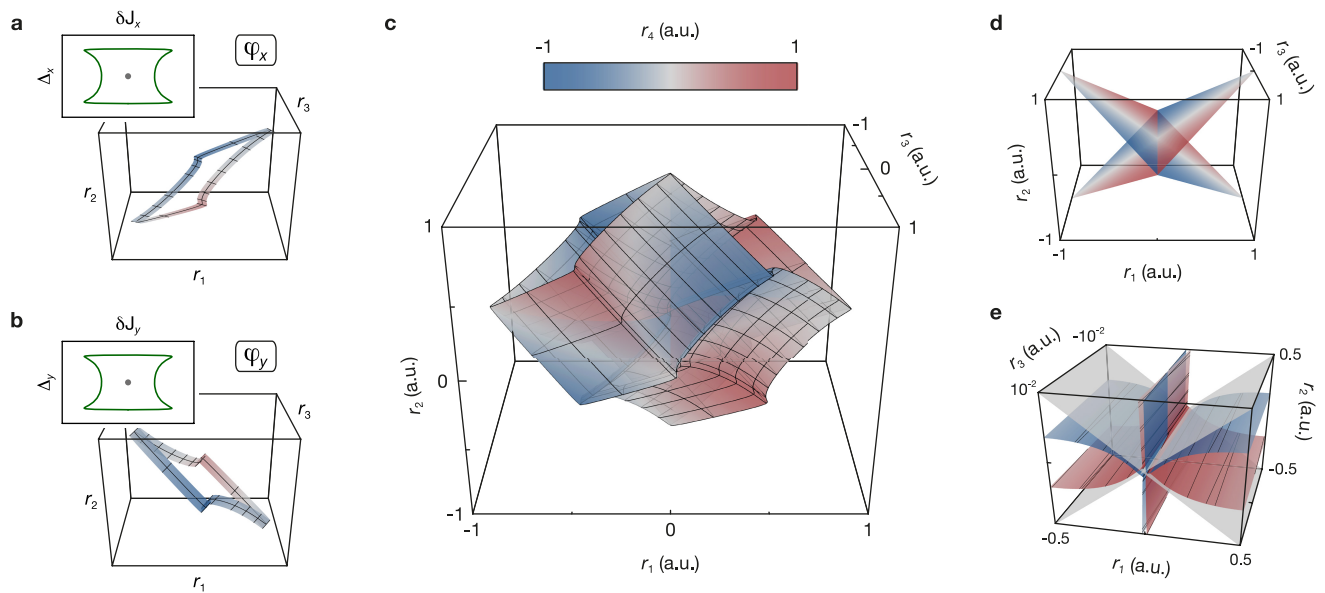 a
δJx
Δx
φx
r3
r2
r1
b
δJy
Δy
φy
r3
r2
r1
c
r4 (a.u.)
-1
1
-1
r3 (a.u.)
0
1
1
r2 (a.u.)
0
-1
-1
0
1
r1 (a.u.)
d
-1
r3 (a.u.)
1
1
r2 (a.u.)
-1
-1
1
r1 (a.u.)
e
r3 (a.u.)
-10-2
10-2
0.5
r2 (a.u.)
-0.5
-0.5
0.5
r1 (a.u.)